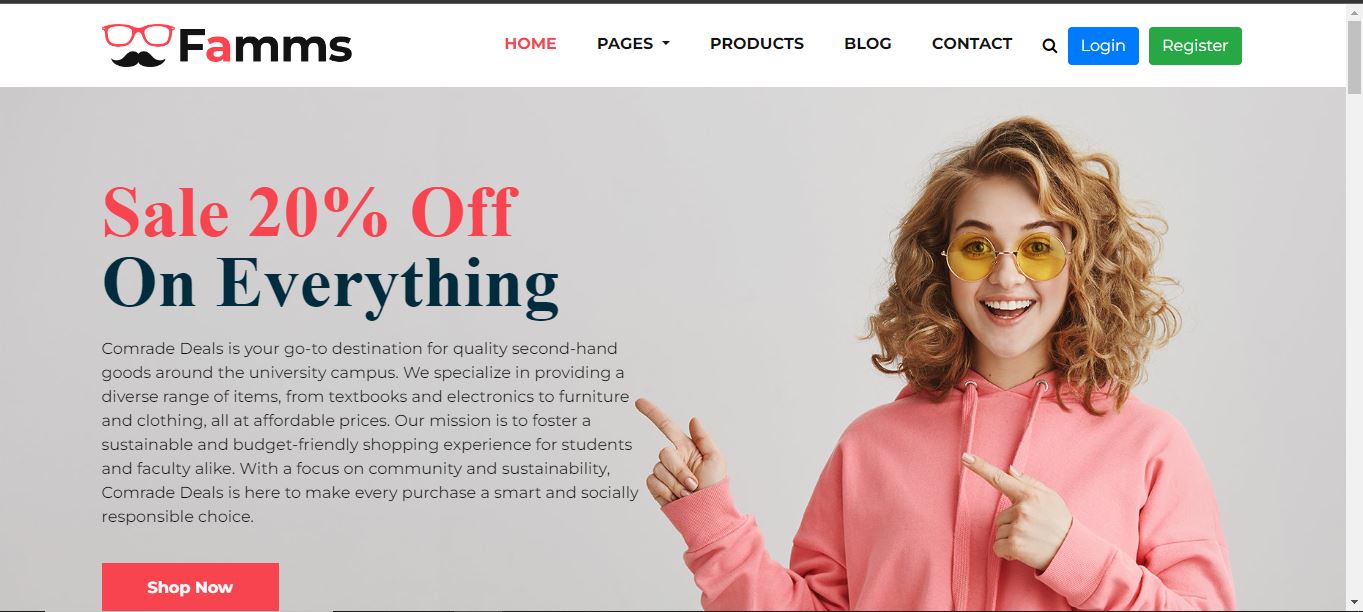 Famms
HOME PAGES PRODUCTS BLOG CONTACT Login Register
Sale 20% Off
On Everything
Comrade Deals is your go-to destination for quality second-hand
goods around the university campus. We specialize in providing a
diverse range of items, from textbooks and electronics to furniture
and clothing, all at affordable prices. Our mission is to foster a
sustainable and budget-friendly shopping experience for students
and faculty alike. With a focus on community and sustainability,
Comrade Deals is here to make every purchase a smart and socially
responsible choice.
Shop Now